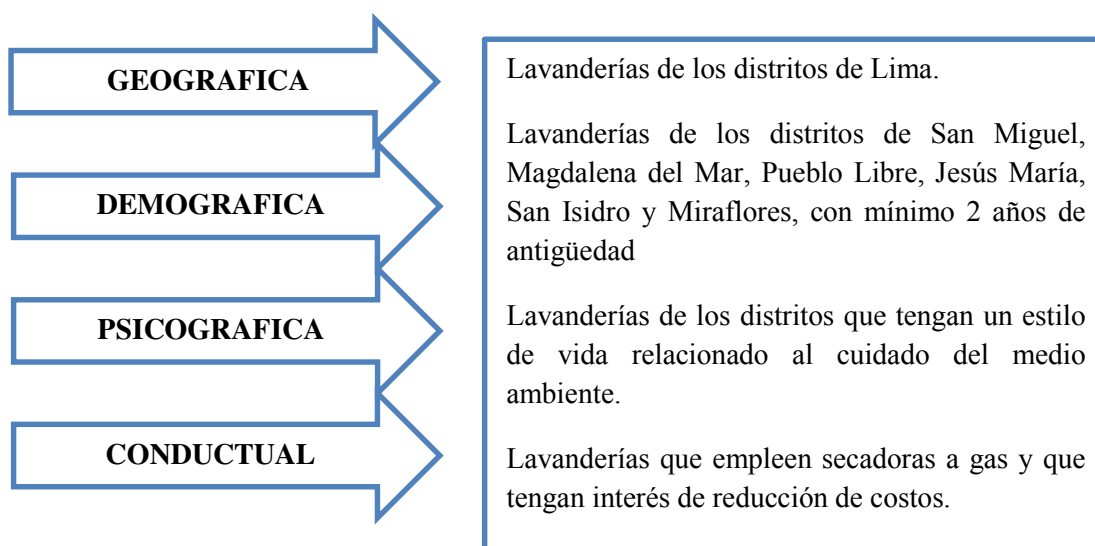 GEOGRAFICA
Lavanderías de los distritos de Lima.
DEMOGRAFICA
Lavanderías de los distritos de San Miguel,
Magdalena del Mar, Pueblo Libre, Jesús María,
San Isidro y Miraflores, con mínimo 2 años de
antigüedad
PSICOGRAFICA
Lavanderías de los distritos que tengan un estilo
de vida relacionado al cuidado del medio
ambiente.
CONDUCTUAL
Lavanderías que empleen secadoras a gas y que
tengan interés de reducción de costos.